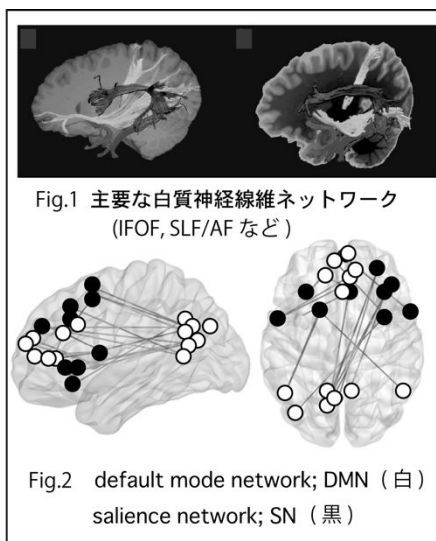 Fig.1 主要な白質神経線維ネットワーク
(IFOF, SLF/AF など)
Fig.2 default mode network; DMN（白）
salience network; SN（黒）